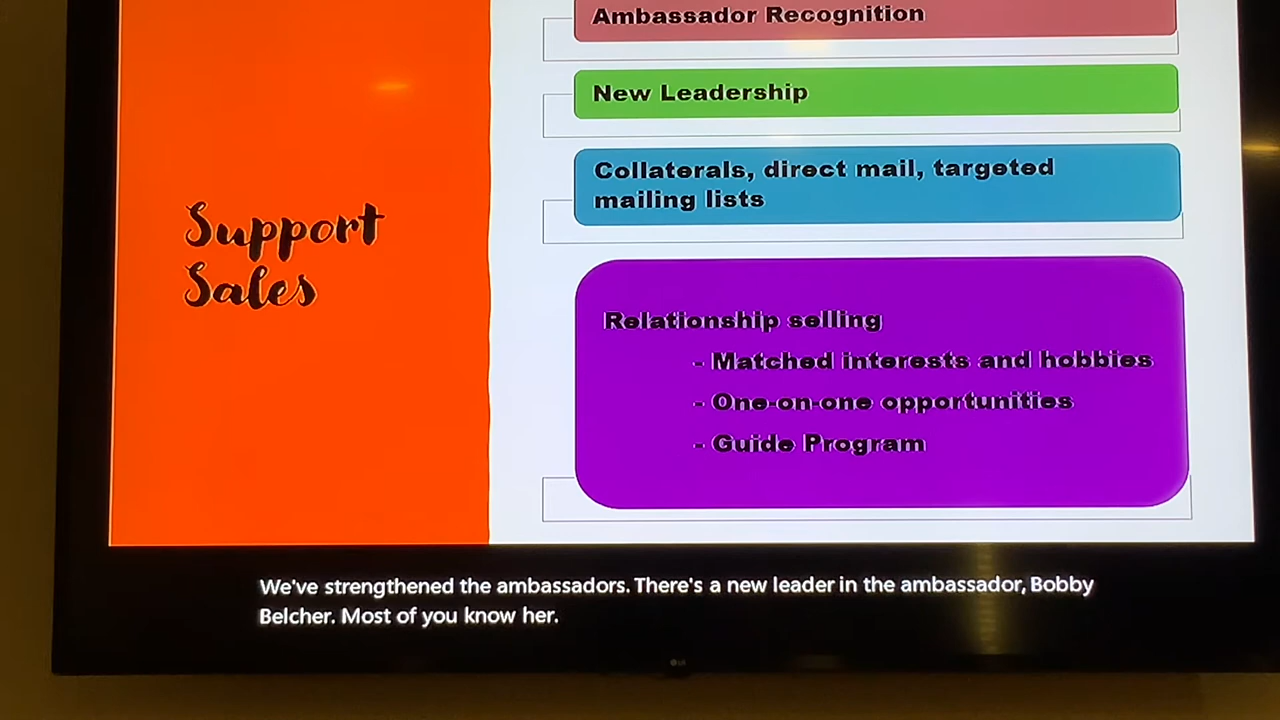 Ambassador Recognition
New Leadership
Collaterals, direct mail, targeted
mailing lists
Support
Sales
Relationship selling
- Matched interests and hobbies
- One-on-one opportunities
- Guide Program
We've strengthened the ambassadors. There's a new leader in the ambassador, Bobby
Belcher. Most of you know her.
LG